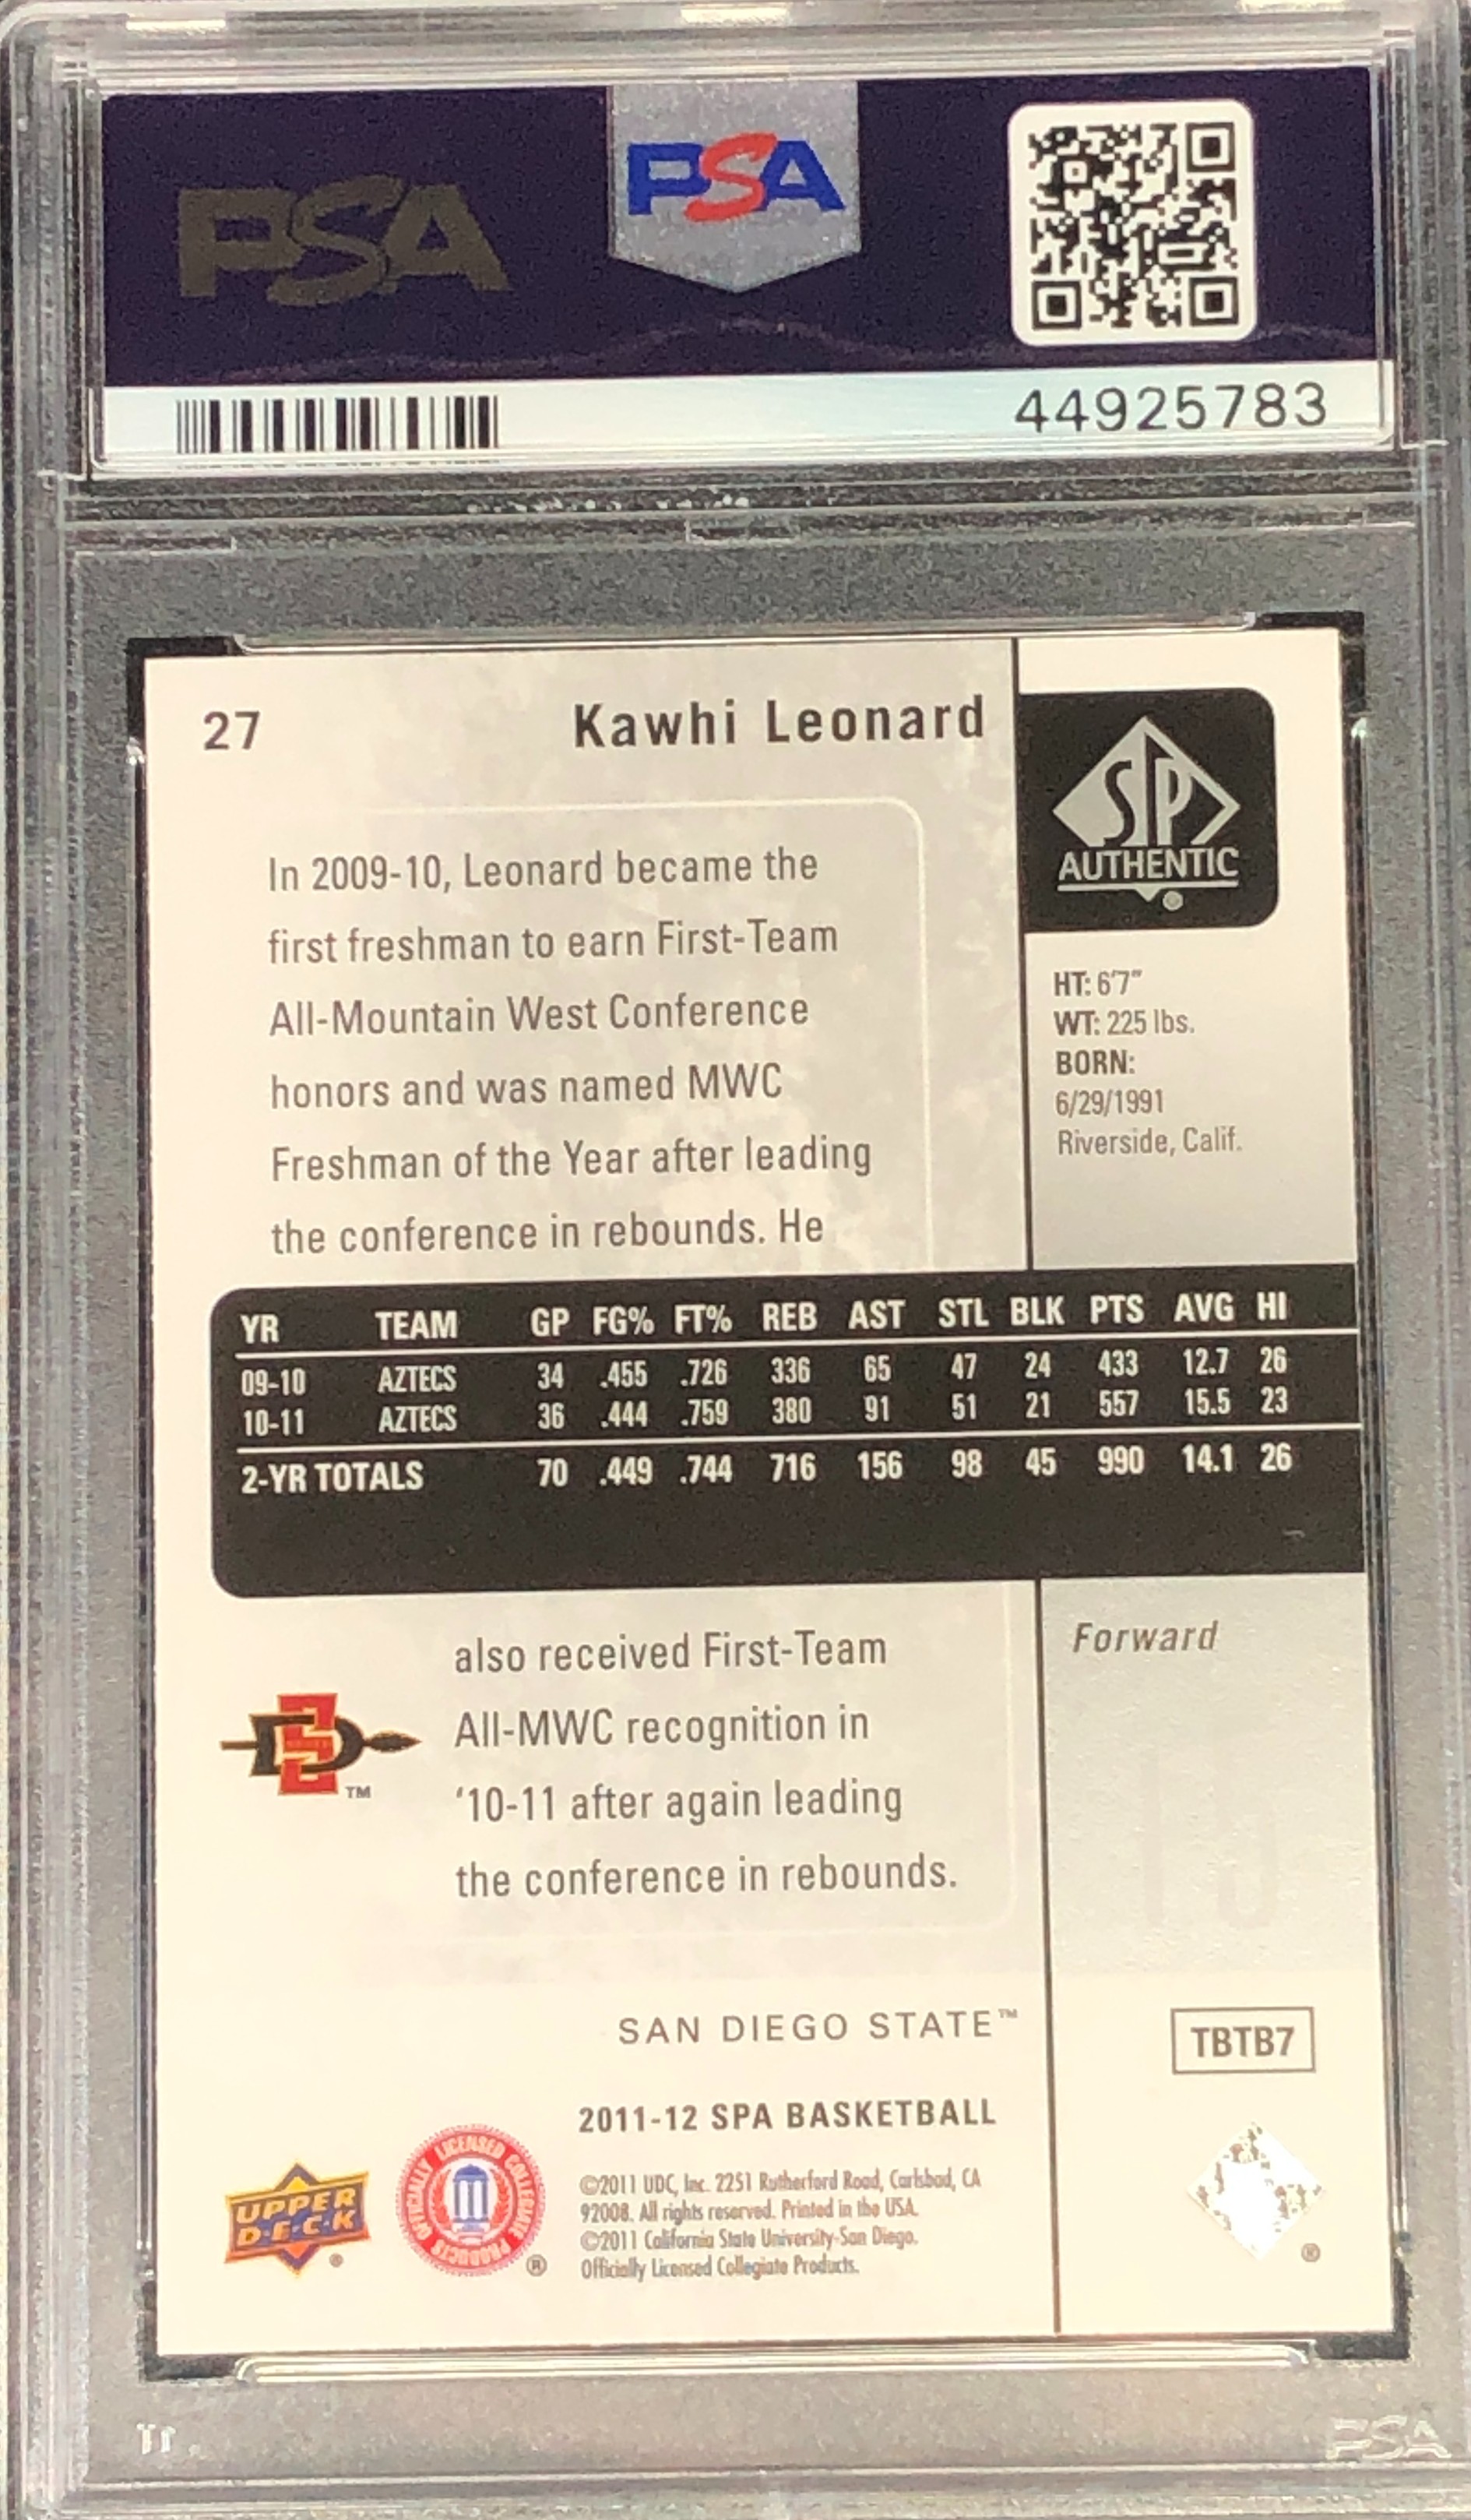 PSA
PSA
44925783
27
Kawhi Leonard
SP
AUTHENTIC
®
In 2009-10, Leonard became the
first freshman to earn First-Team
All-Mountain West Conference
honors and was named MWC
Freshman of the Year after leading
the conference in rebounds. He
HT: 6'7"
WT: 225 lbs.
BORN:
6/29/1991
Riverside, Calif.
YR TEAM GP FG% FT% REB AST STL BLK PTS AVG HI
09-10 AZTECS 34 .455 .726 336 65 47 24 433 12.7 26
10-11 AZTECS 36 .444 .759 380 91 51 21 557 15.5 23
2-YR TOTALS 70 .449 .744 716 156 98 45 990 14.1 26
also received First-Team
All-MWC recognition in
'10-11 after again leading
the conference in rebounds.
SD
™
Forward
15
SAN DIEGO STATE™
TBTB7
2011-12 SPA BASKETBALL
©2011 UDC, Inc. 2251 Rutherford Road, Carlsbad, CA
92008. All rights reserved. Printed in the USA.
©2011 California State University-San Diego.
Officially Licensed Collegiate Products.
UPPER
DECK
®
OFFICIALLY LICENSED COLLEGIATE PRODUCTS
®
®
PSA